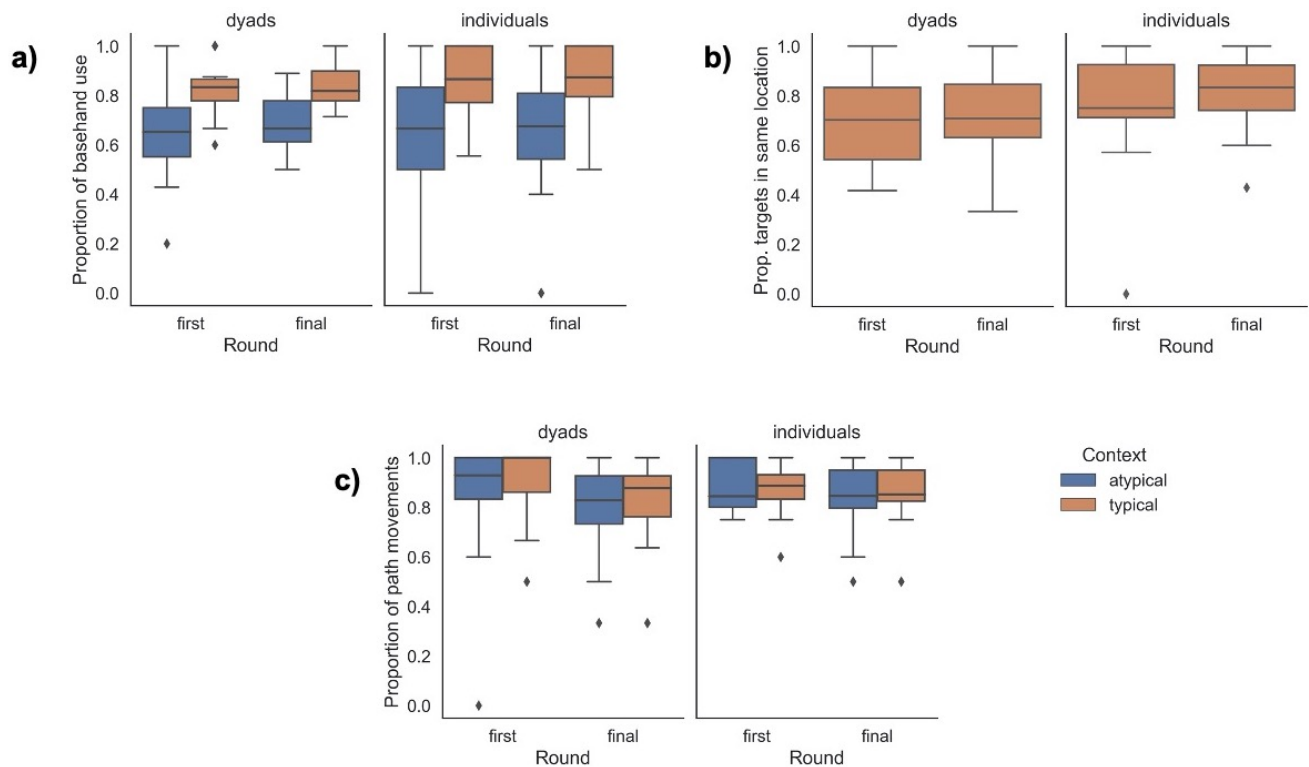 a)
dyads
individuals
Proportion of basehand use
1.0
0.8
0.6
0.4
0.2
0.0
first
final
first
final
Round
Round
b)
dyads
individuals
Prop. targets in same location
1.0
0.8
0.6
0.4
0.2
0.0
first
final
first
final
Round
Round
c)
dyads
individuals
Proportion of path movements
1.0
0.8
0.6
0.4
0.2
0.0
first
final
first
final
Round
Round
Context
atypical
typical